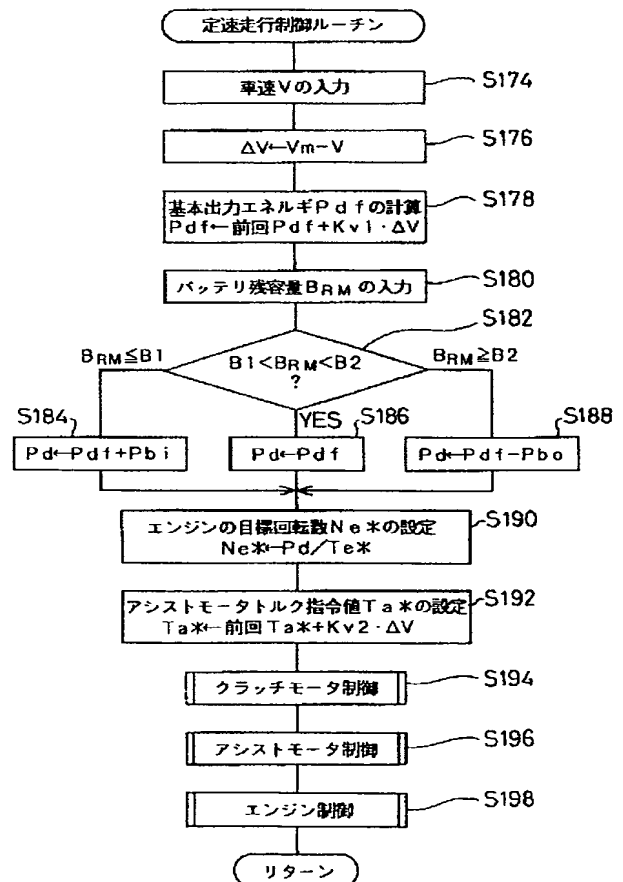 定速走行制御ルーチン
車速Vの入力
S174
ΔV←Vm−V
S176
基本出力エネルギPdfの計算
Pdf←前回Pdf+Kv1・ΔV
S178
バッテリ残容量BRMの入力
S180
S182
BRM≦B1
B1<BRM<B2
?
BRM≧B2
YES
S184
Pd←Pdf+Pbi
S186
Pd←Pdf
S188
Pd←Pdf−Pbo
エンジンの目標回転数Ne*の設定
Ne*←Pd/Te*
S190
アシストモータトルク指令値Ta*の設定
Ta*←前回Ta*+Kv2・ΔV
S192
クラッチモータ制御
S194
アシストモータ制御
S196
エンジン制御
S198
リターン